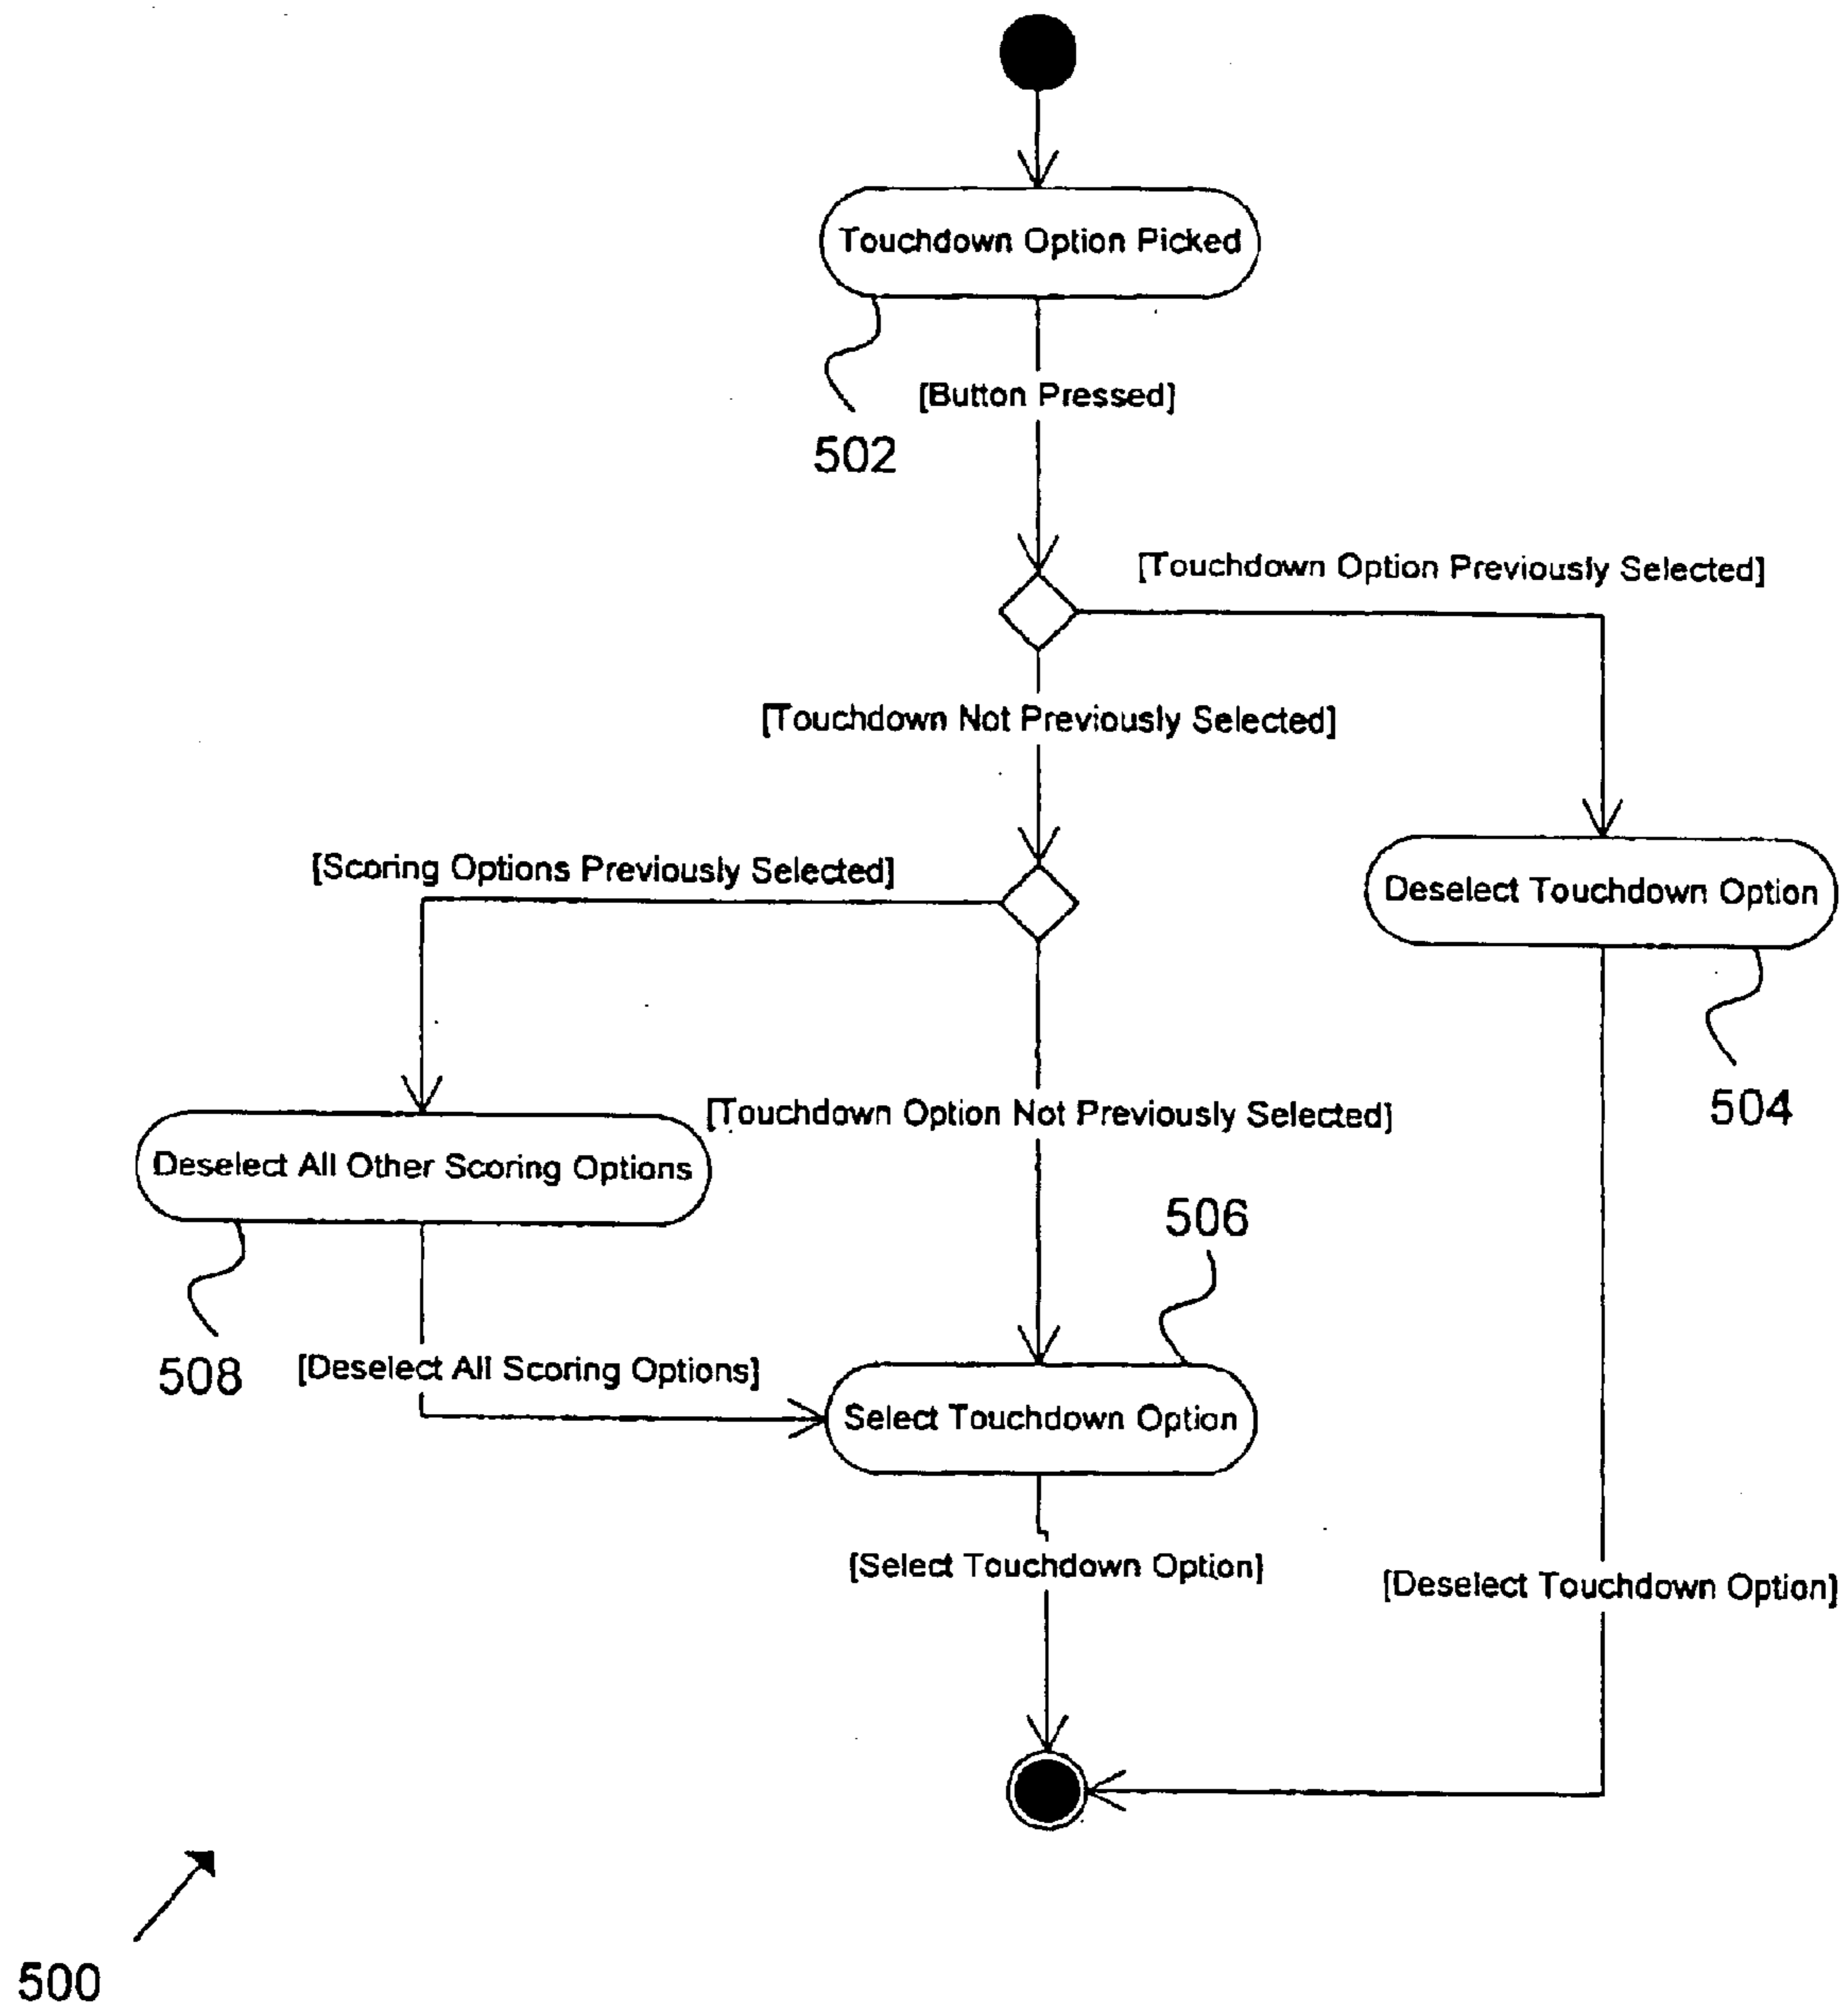 Touchdown Option Picked
[Button Pressed]
502
[Touchdown Option Previously Selected]
[Touchdown Not Previously Selected]
[Scoring Options Previously Selected]
Deselect Touchdown Option
504
[Touchdown Option Not Previously Selected]
Deselect All Other Scoring Options
506
508
[Deselect All Scoring Options]
Select Touchdown Option
[Select Touchdown Option]
[Deselect Touchdown Option]
500